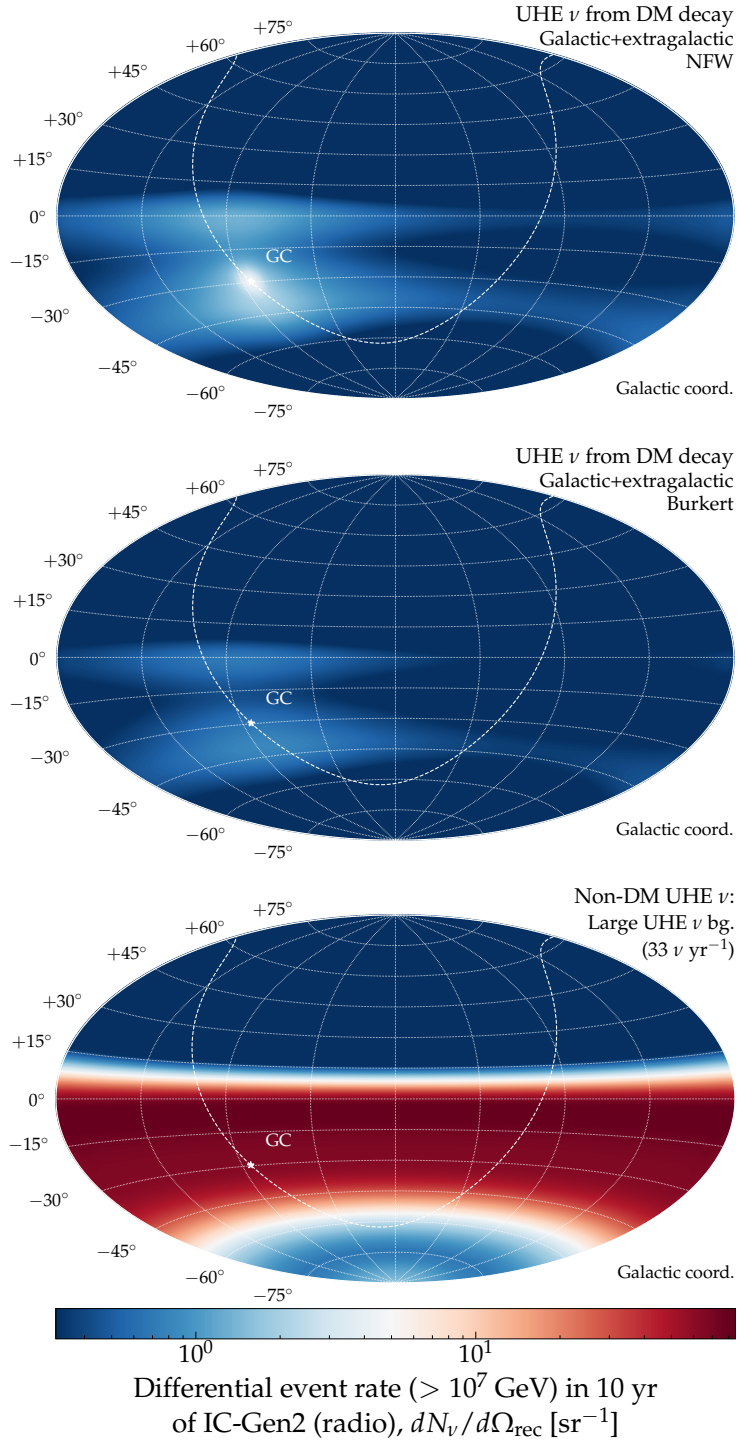 UHE ν from DM decay
Galactic+extragalactic
NFW
+75°
+60°
+45°
+30°
+15°
0°
−15°
−30°
−45°
−60°
−75°
GC
Galactic coord.
UHE ν from DM decay
Galactic+extragalactic
Burkert
+75°
+60°
+45°
+30°
+15°
0°
−15°
−30°
−45°
−60°
−75°
GC
Galactic coord.
Non-DM UHE ν:
Large UHE ν bg.
(33 ν yr⁻¹)
+75°
+60°
+45°
+30°
+15°
0°
−15°
−30°
−45°
−60°
−75°
GC
Galactic coord.
10⁰ 10¹
Differential event rate (> 10⁷ GeV) in 10 yr
of IC-Gen2 (radio), dNν/dΩrec [sr⁻¹]